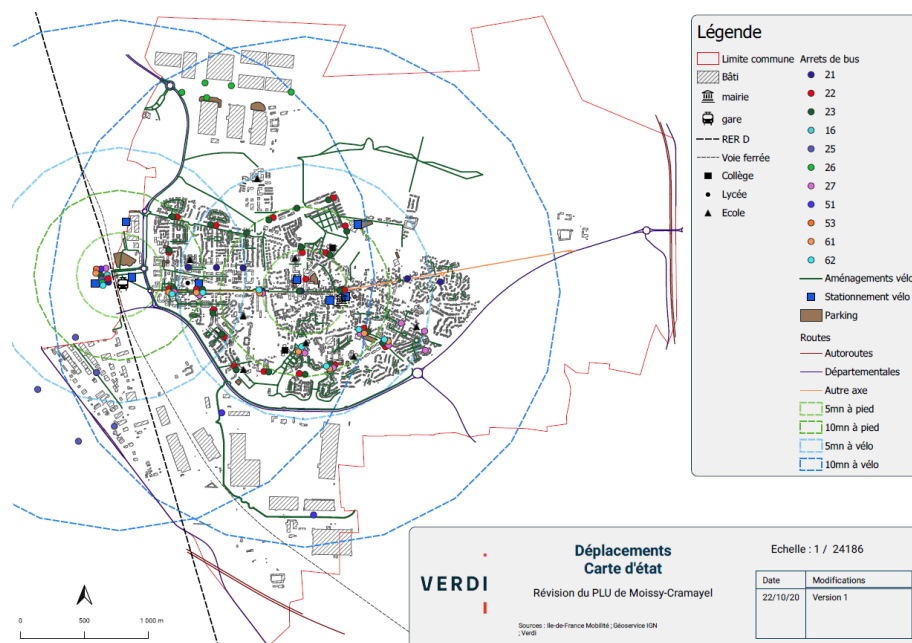 Légende
Limite commune
Bâti
mairie
gare
RER D
Voie ferrée
Collège
Lycée
Ecole
Arrets de bus
21
22
23
16
25
26
27
51
53
61
62
Aménagements vélo
Stationnement vélo
Parking
Routes
Autoroutes
Départementales
Autre axe
5mn à pied
10mn à pied
5mn à vélo
10mn à vélo
0 500 1 000 m
VERDI
Déplacements
Carte d'état
Révision du PLU de Moissy-Cramayel
Sources : Ile-de-France Mobilité ; Géoservice IGN
; Verdi
Echelle : 1 / 24186
Date Modifications
22/10/20 Version 1